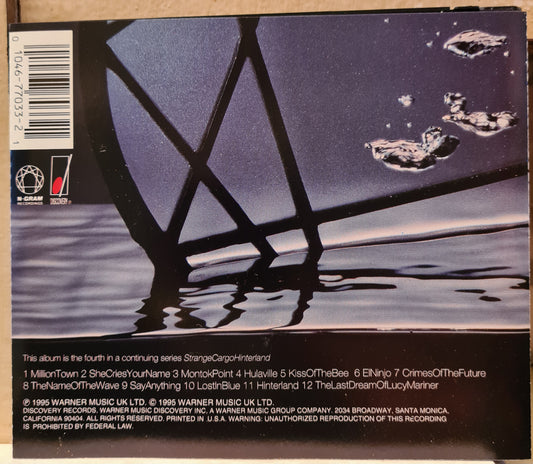 0 1046-77033-2 1
N-GRAM
RECORDINGS
This album is the fourth in a continuing series StrangeCargoHinterland
1 MillionTown 2 SheCriesYourName 3 MontokPoint 4 Hulaville 5 KissOfTheBee 6 ElNinjo 7 CrimesOfTheFuture
8 TheNameOfTheWave 9 SayAnything 10 LostInBlue 11 Hinterland 12 TheLastDreamOfLucyMariner
℗ 1995 WARNER MUSIC UK LTD. © 1995 WARNER MUSIC UK LTD.
DISCOVERY RECORDS, WARNER MUSIC DISCOVERY INC, A WARNER MUSIC GROUP COMPANY. 2034 BROADWAY, SANTA MONICA,
CALIFORNIA 90404. ALL RIGHTS RESERVED. PRINTED IN U.S.A. WARNING: UNAUTHORIZED REPRODUCTION OF THIS RECORDING
IS PROHIBITED BY FEDERAL LAW.